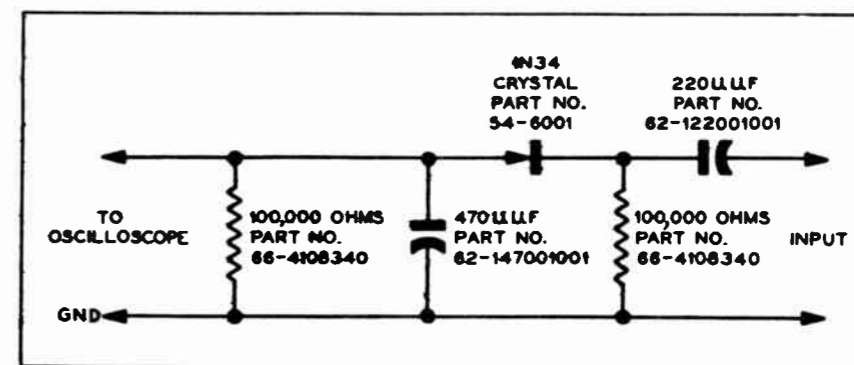 1N34
CRYSTAL
PART NO.
54-6001
220UUF
PART NO.
62-122001001
TO
OSCILLOSCOPE
100,000 OHMS
PART NO.
66-4108340
470UUF
PART NO.
62-147001001
100,000 OHMS
PART NO.
66-4108340
INPUT
GND